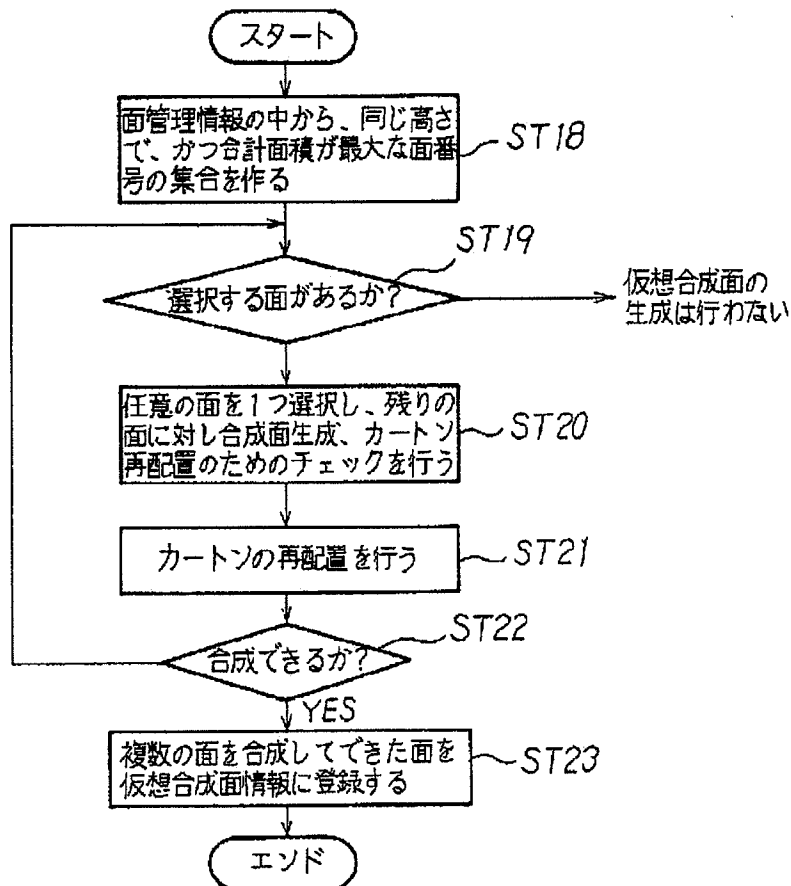 スタート
面管理情報の中から、同じ高さ
で、かつ合計面積が最大な面番
号の集合を作る
ST18
ST19
選択する面があるか?
仮想合成面の
生成は行わない
任意の面を1つ選択し、残りの
面に対し合成面生成、カートン
再配置のためのチェックを行う
ST20
カートンの再配置を行う
ST21
ST22
合成できるか?
YES
複数の面を合成してできた面を
仮想合成面情報に登録する
ST23
エンド